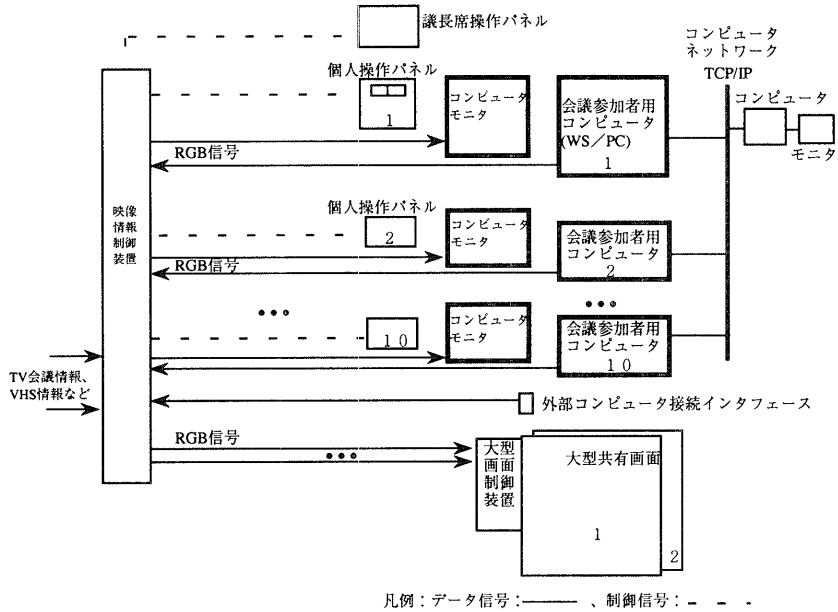 議長席操作パネル
コンピュータ
ネットワーク
TCP/IP
個人操作パネル
1
コンピュータ
モニタ
会議参加者用
コンピュータ
(WS/PC)
1
コンピュータ
モニタ
RGB信号
映像
情報
制御
装置
個人操作パネル
2
コンピュータ
モニタ
会議参加者用
コンピュータ
2
RGB信号
10
コンピュータ
モニタ
会議参加者用
コンピュータ
10
TV会議情報、
VHS情報など
外部コンピュータ接続インタフェース
RGB信号
大型
画面
制御
装置
大型共有画面
1
2
凡例：データ信号： 、制御信号：